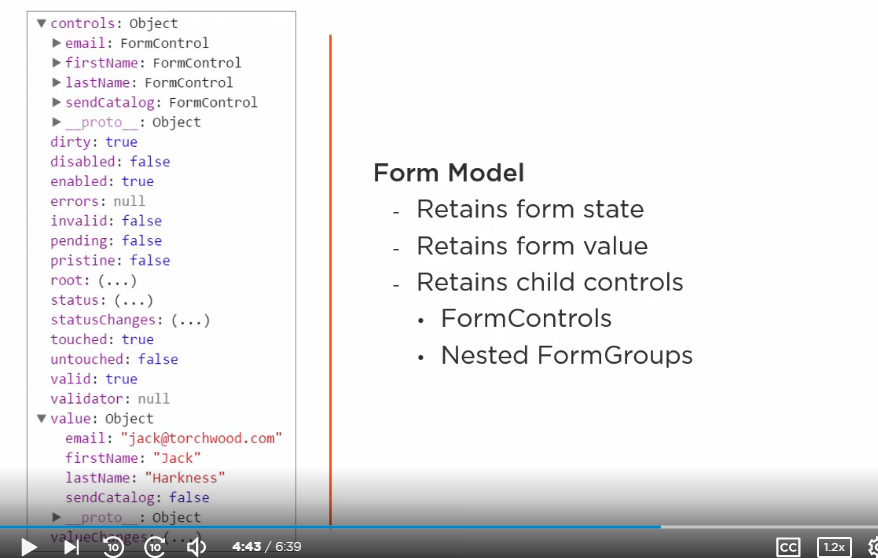 controls: Object
email: FormControl
firstName: FormControl
lastName: FormControl
sendCatalog: FormControl
__proto__: Object
dirty: true
disabled: false
enabled: true
errors: null
invalid: false
pending: false
pristine: false
root: (...)
status: (...)
statusChanges: (...)
touched: true
untouched: false
valid: true
validator: null
value: Object
email: "jack@torchwood.com"
firstName: "Jack"
lastName: "Harkness"
sendCatalog: false
__proto__: Object
valueChanges: (...)
Form Model
- Retains form state
- Retains form value
- Retains child controls
• FormControls
• Nested FormGroups
10
10
4:43 / 6:39
CC
1.2x